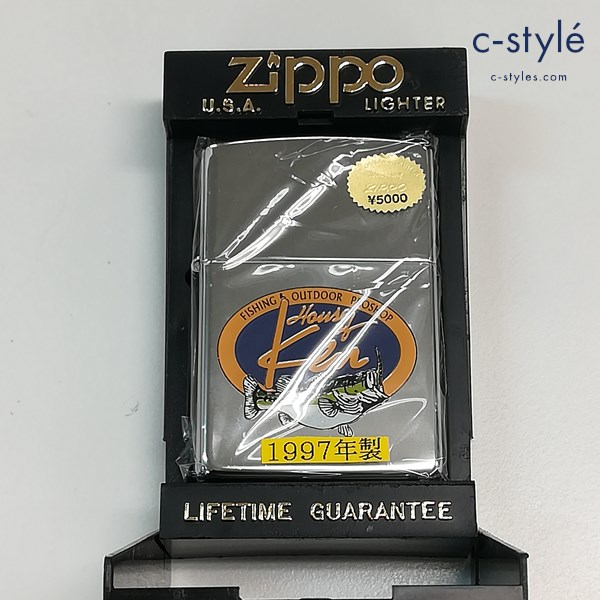 c-stylé
c-styles.com
Zippo
U.S.A. LIGHTER
Zippo
¥5000
FISHING & OUTDOOR PROSHOP
House
Ken
1997年製
LIFETIME GUARANTEE